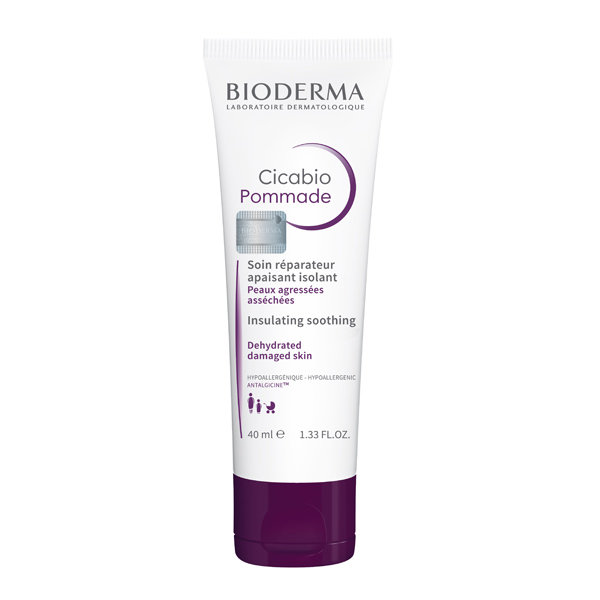 BIODERMA
LABORATOIRE DERMATOLOGIQUE
Cicabio
Pommade
BIODERMA
Soin réparateur
apaisant isolant
Peaux agressées
asséchées
Insulating soothing
Dehydrated
damaged skin
HYPOALLERGÉNIQUE - HYPOALLERGENIC
ANTALGICINE™
40 ml ℮ 1.33 FL.OZ.